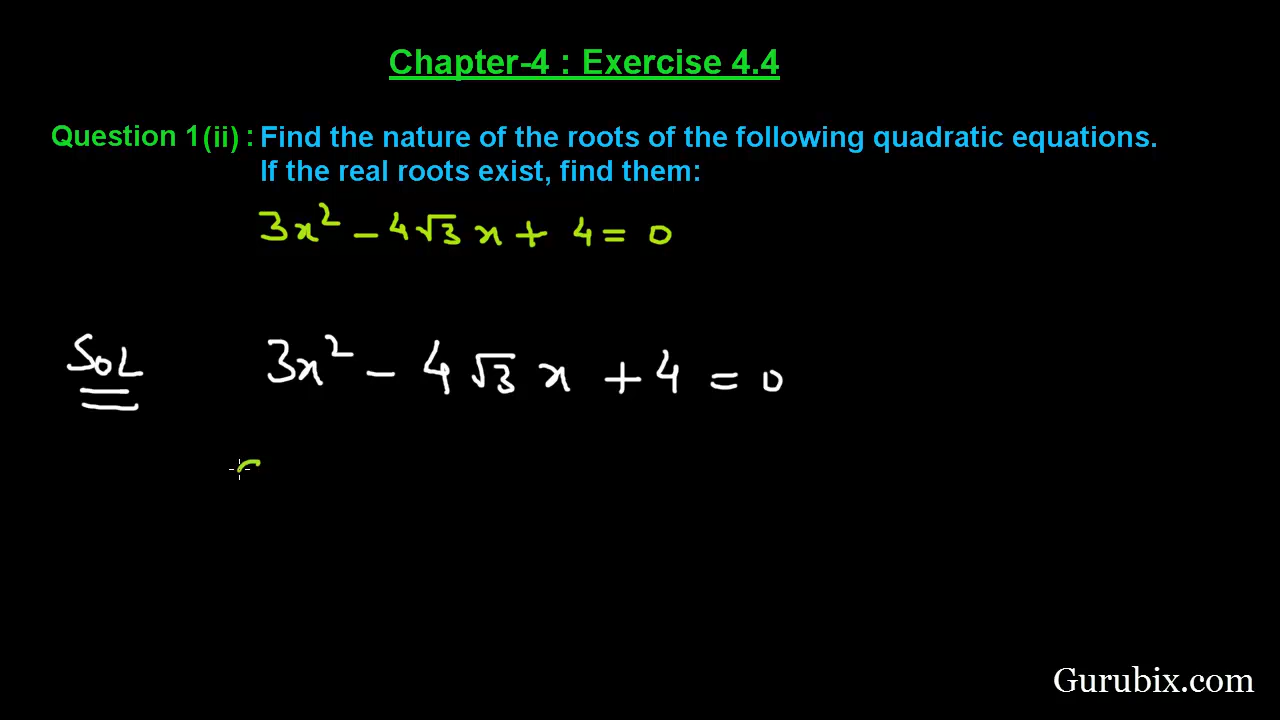 Chapter-4 : Exercise 4.4
Question 1(ii) : Find the nature of the roots of the following quadratic equations.
If the real roots exist, find them:
3x² - 4√3 x + 4 = 0
SOL 3x² - 4√3 x + 4 = 0
Gurubix.com